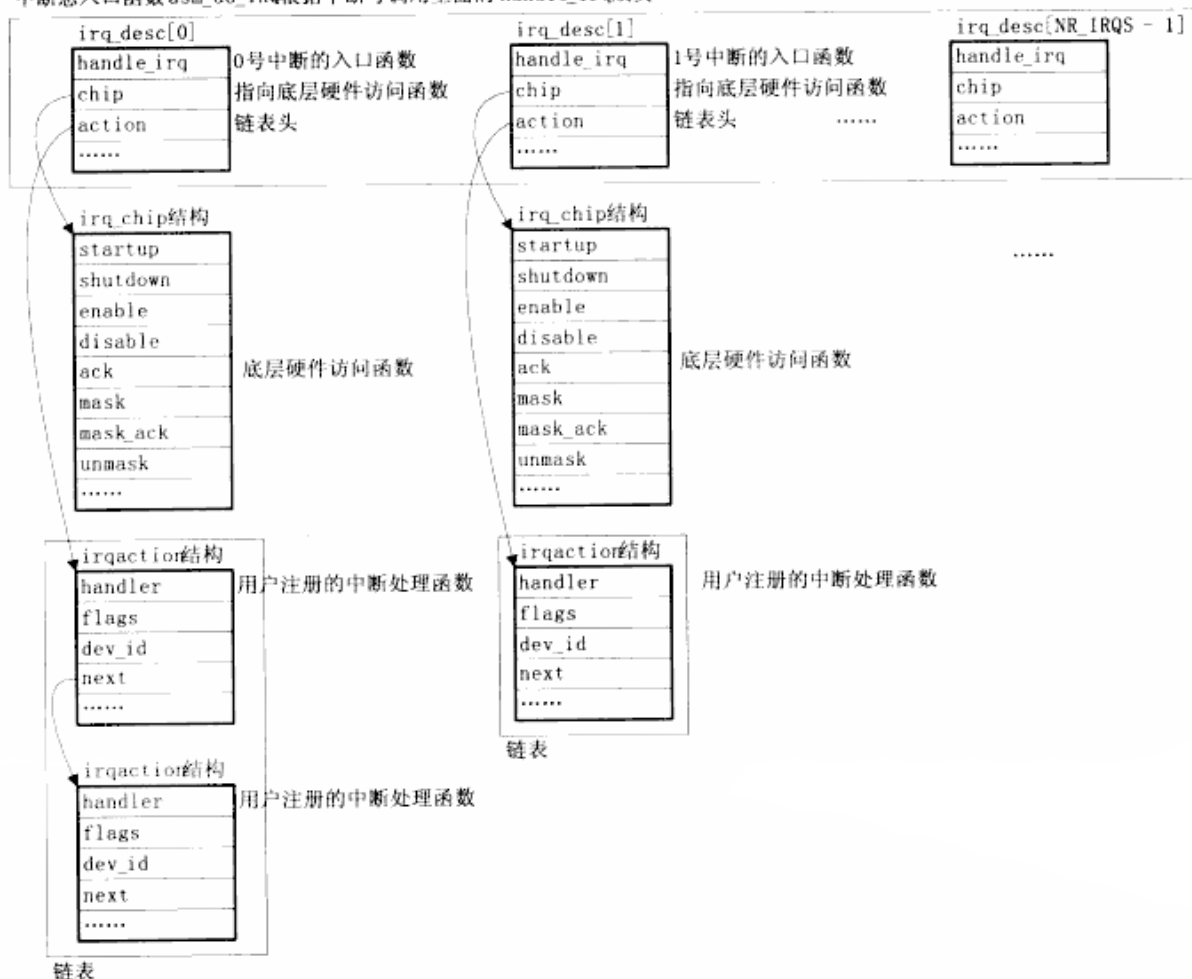 irq_desc[0] irq_desc[1] irq_desc[NR_IRQS - 1]
handle_irq 0号中断的入口函数 handle_irq 1号中断的入口函数 handle_irq
chip 指向底层硬件访问函数 chip 指向底层硬件访问函数 chip
action 链表头 action 链表头 …… action
…… …… ……
irq_chip结构 irq_chip结构
startup startup ……
shutdown shutdown
enable enable
disable disable
ack 底层硬件访问函数 ack 底层硬件访问函数
mask mask
mask_ack mask_ack
unmask unmask
…… ……
irqaction结构 irqaction结构
handler 用户注册的中断处理函数 handler 用户注册的中断处理函数
flags flags
dev_id dev_id
next next
…… ……
链表
irqaction结构
handler 用户注册的中断处理函数
flags
dev_id
next
……
链表